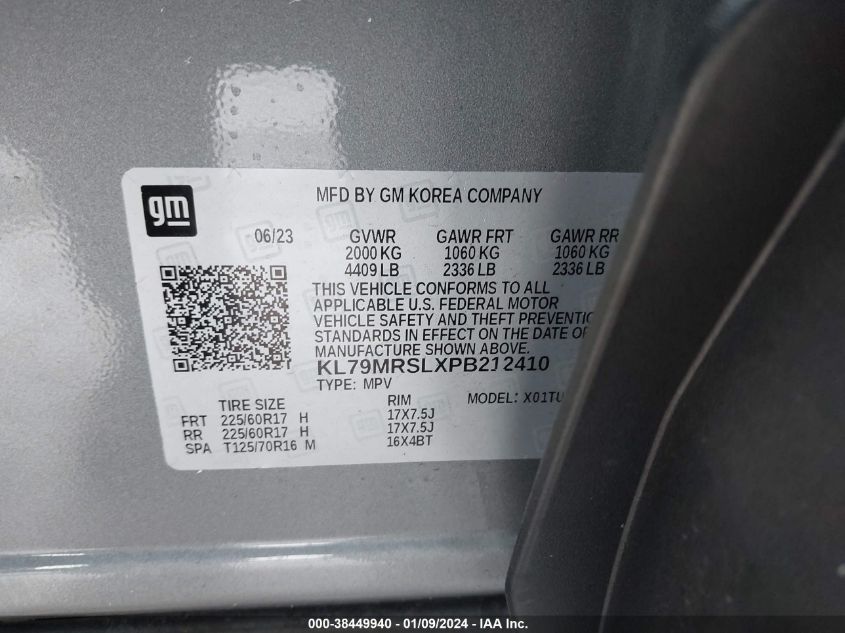 gm
MFD BY GM KOREA COMPANY
06/23 GVWR GAWR FRT GAWR RR
2000 KG 1060 KG 1060 KG
4409 LB 2336 LB 2336 LB
THIS VEHICLE CONFORMS TO ALL
APPLICABLE U.S. FEDERAL MOTOR
VEHICLE SAFETY AND THEFT PREVENTIO
STANDARDS IN EFFECT ON THE DATE OF
MANUFACTURE SHOWN ABOVE.
KL79MRSLXPB212410
TYPE: MPV
MODEL: X01TU
TIRE SIZE RIM
FRT 225/60R17 H 17X7.5J
RR 225/60R17 H 17X7.5J
SPA T125/70R16 M 16X4BT
000-38449940 - 01/09/2024 - IAA Inc.